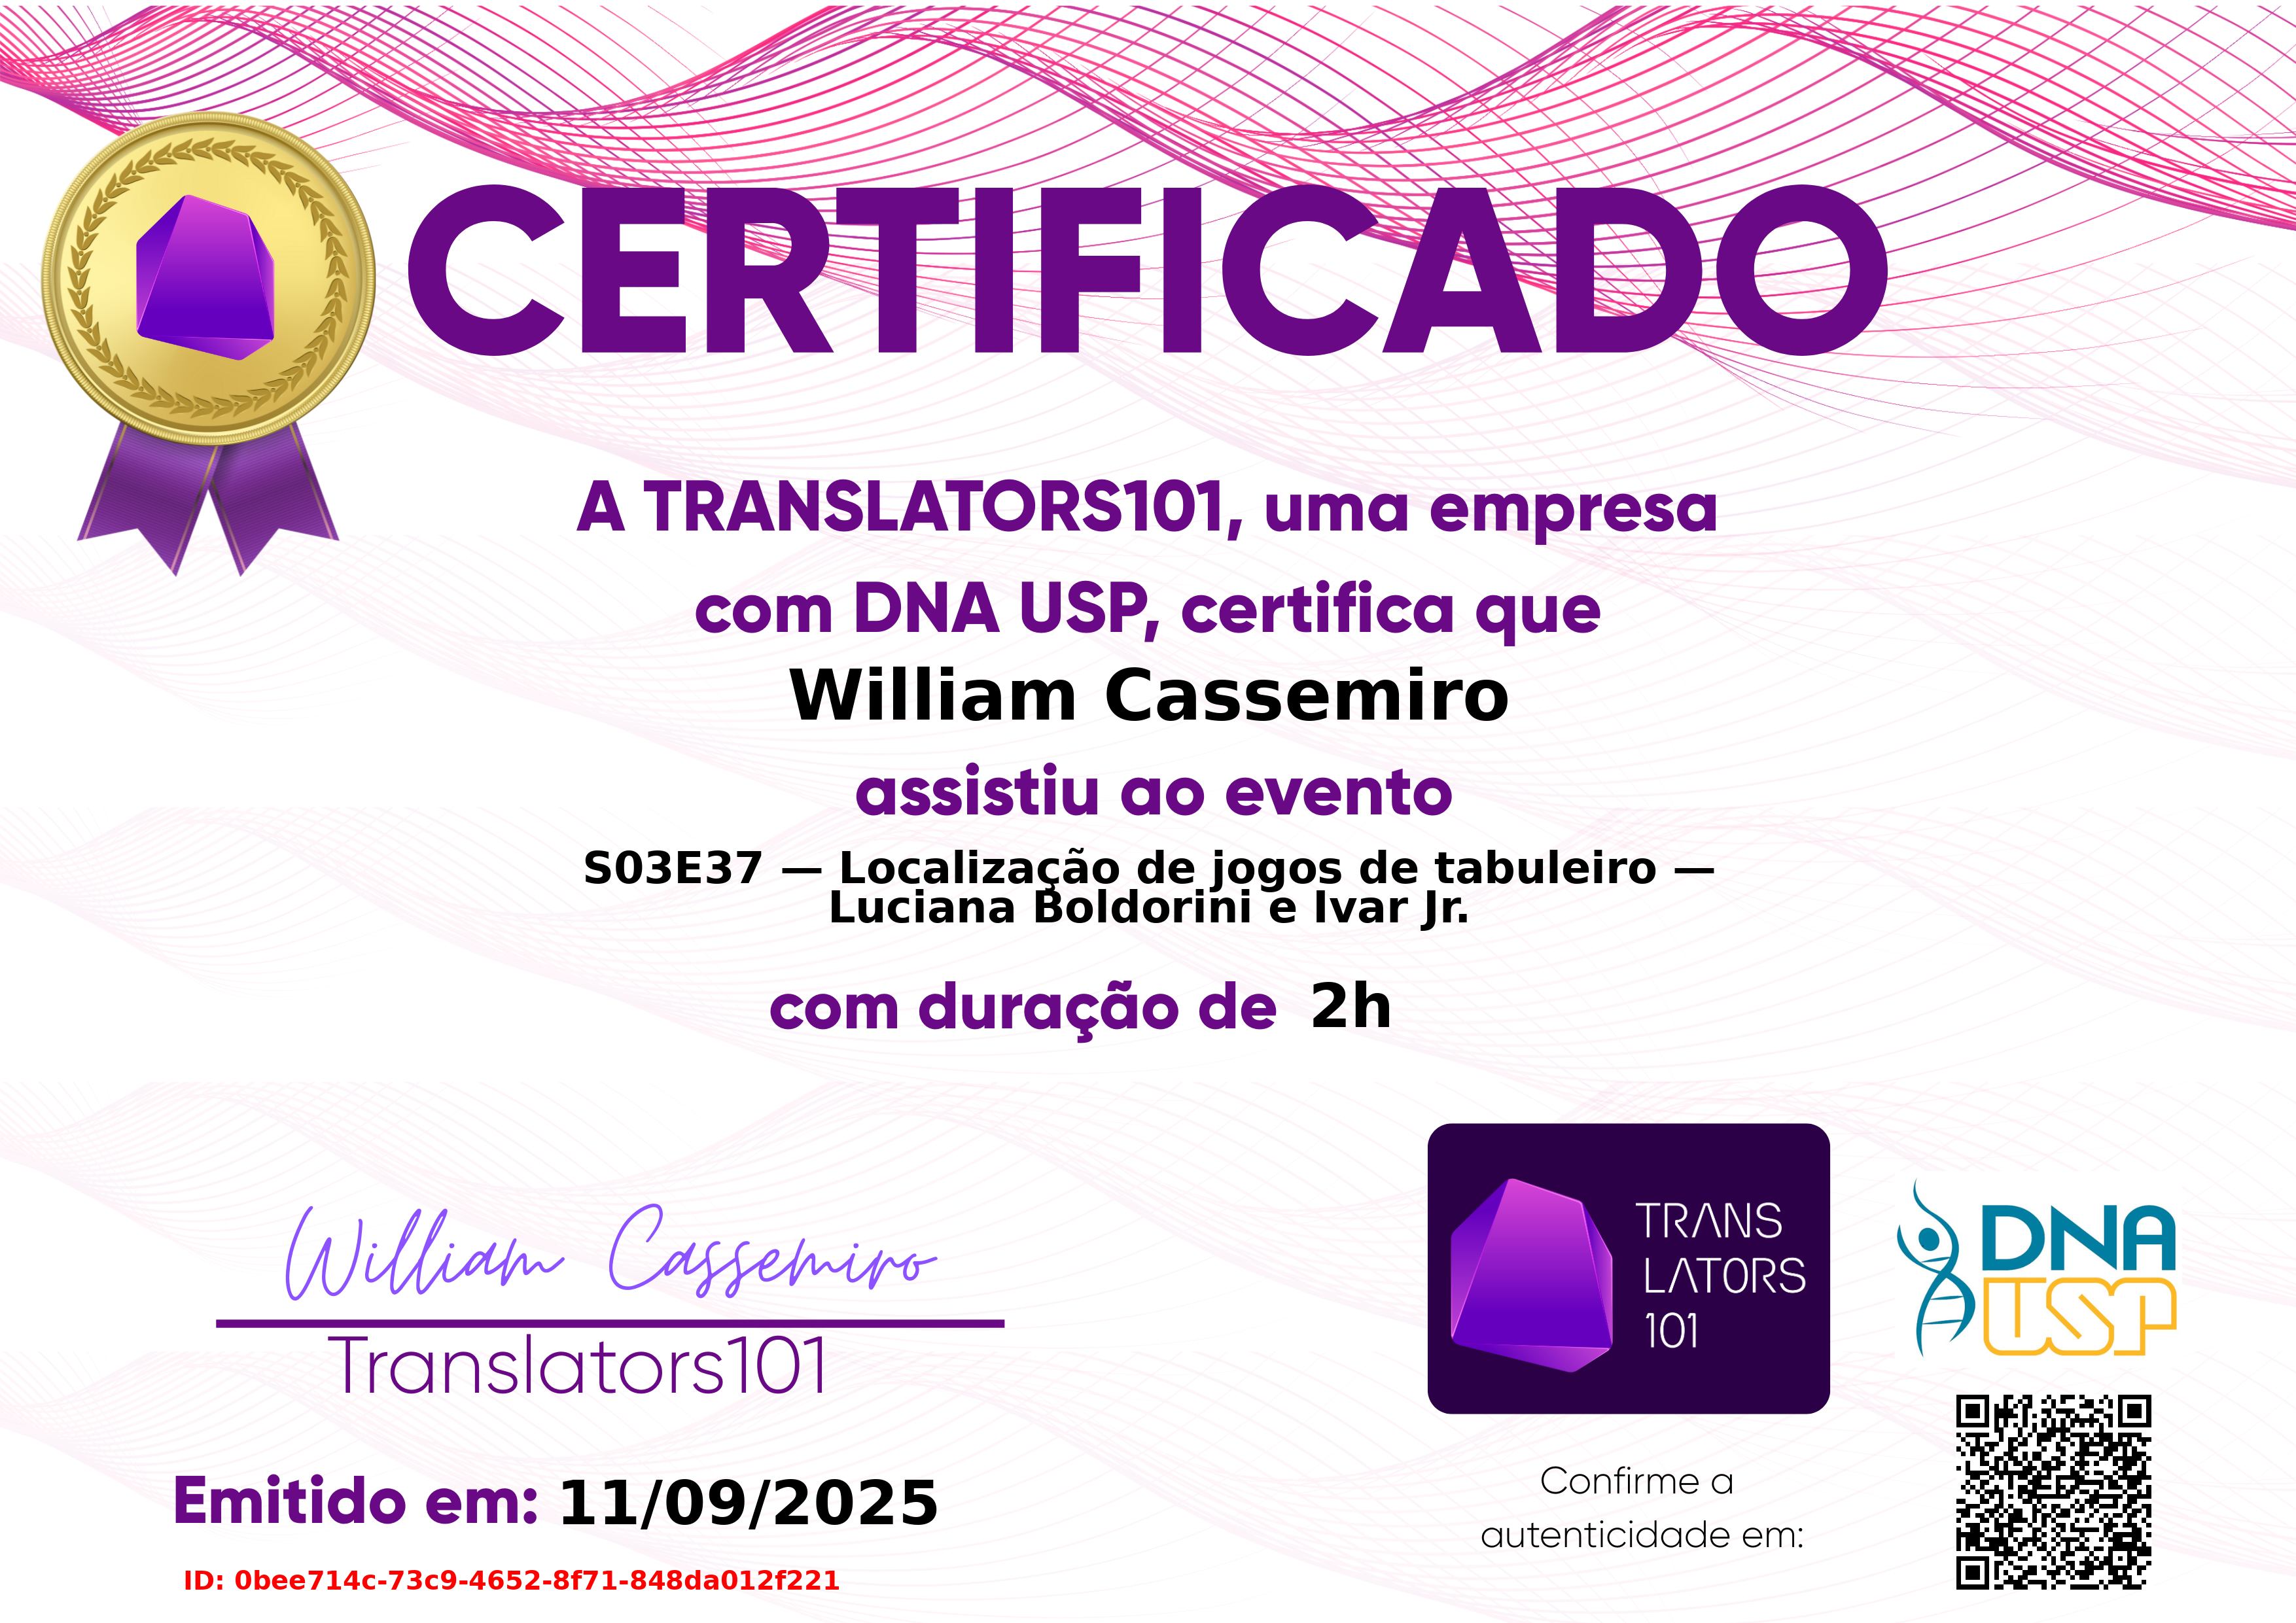 CERTIFICADO
A TRANSLATORS101, uma empresa
com DNA USP, certifica que
William Cassemiro
assistiu ao evento
S03E37 — Localização de jogos de tabuleiro —
Luciana Boldorini e Ivar Jr.
com duração de 2h
William Cassemiro
Translators101
Emitido em: 11/09/2025
ID: 0bee714c-73c9-4652-8f71-848da012f221
TRANS
LATORS
101
DNA
USP
Confirme a
autenticidade em: